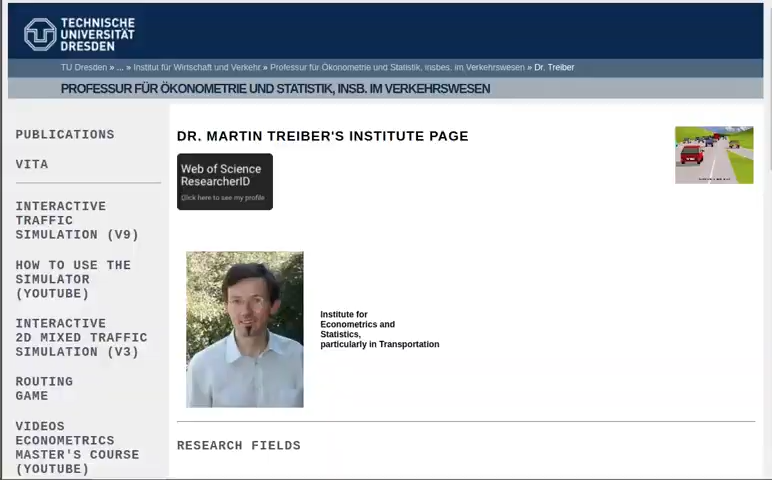 TECHNISCHE
UNIVERSITÄT
DRESDEN
TU Dresden » ... » Institut für Wirtschaft und Verkehr » Professur für Ökonometrie und Statistik, insbes. im Verkehrswesen » Dr. Treiber
PROFESSUR FÜR ÖKONOMETRIE UND STATISTIK, INSB. IM VERKEHRSWESEN
PUBLICATIONS
VITA
INTERACTIVE
TRAFFIC
SIMULATION (V9)
HOW TO USE THE
SIMULATOR
(YOUTUBE)
INTERACTIVE
2D MIXED TRAFFIC
SIMULATION (V3)
ROUTING
GAME
VIDEOS
ECONOMETRICS
MASTER'S COURSE
(YOUTUBE)
DR. MARTIN TREIBER'S INSTITUTE PAGE
Web of Science
ResearcherID
Click here to see my profile
Institute for
Econometrics and
Statistics,
particularly in Transportation
RESEARCH FIELDS